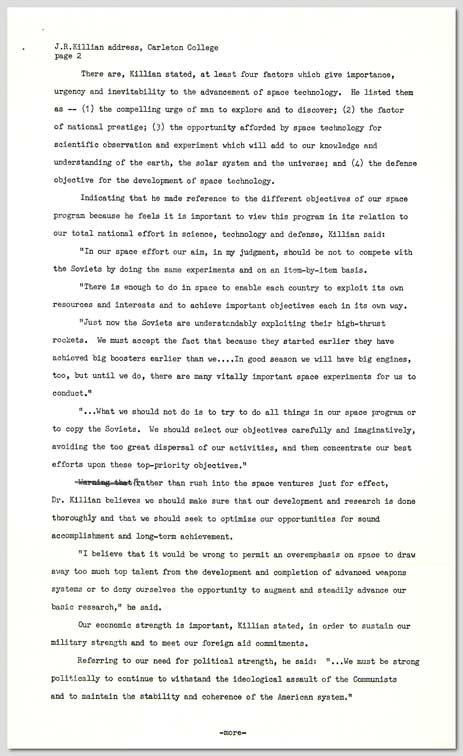 J.R.Killian address, Carleton College
page 2
There are, Killian stated, at least four factors which give importance,
urgency and inevitability to the advancement of space technology. He listed them
as -- (1) the compelling urge of man to explore and to discover; (2) the factor
of national prestige; (3) the opportunity afforded by space technology for
scientific observation and experiment which will add to our knowledge and
understanding of the earth, the solar system and the universe; and (4) the defense
objective for the development of space technology.
Indicating that he made reference to the different objectives of our space
program because he feels it is important to view this program in its relation to
our total national effort in science, technology and defense, Killian said:
"In our space effort our aim, in my judgment, should be not to compete with
the Soviets by doing the same experiments and on an item-by-item basis.
"There is enough to do in space to enable each country to exploit its own
resources and interests and to achieve important objectives each in its own way.
"Just now the Soviets are understandably exploiting their high-thrust
rockets. We must accept the fact that because they started earlier they have
achieved big boosters earlier than we....In good season we will have big engines,
too, but until we do, there are many vitally important space experiments for us to
conduct."
"...What we should not do is to try to do all things in our space program or
to copy the Soviets. We should select our objectives carefully and imaginatively,
avoiding the too great dispersal of our activities, and then concentrate our best
efforts upon these top-priority objectives."
Warning that Rather than rush into the space ventures just for effect,
Dr. Killian believes we should make sure that our development and research is done
thoroughly and that we should seek to optimize our opportunities for sound
accomplishment and long-term achievement.
"I believe that it would be wrong to permit an overemphasis on space to draw
away too much top talent from the development and completion of advanced weapons
systems or to deny ourselves the opportunity to augment and steadily advance our
basic research," he said.
Our economic strength is important, Killian stated, in order to sustain our
military strength and to meet our foreign aid commitments.
Referring to our need for political strength, he said: "...We must be strong
politically to continue to withstand the ideological assault of the Communists
and to maintain the stability and coherence of the American system."
-more-